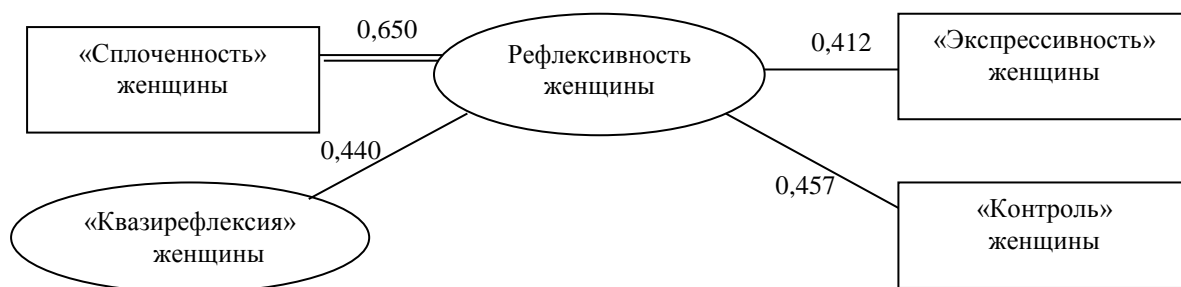 0,650
«Сплоченность»
женщины
Рефлексивность
женщины
0,412
«Экспрессивность»
женщины
0,440
«Квазирефлексия»
женщины
0,457
«Контроль»
женщины